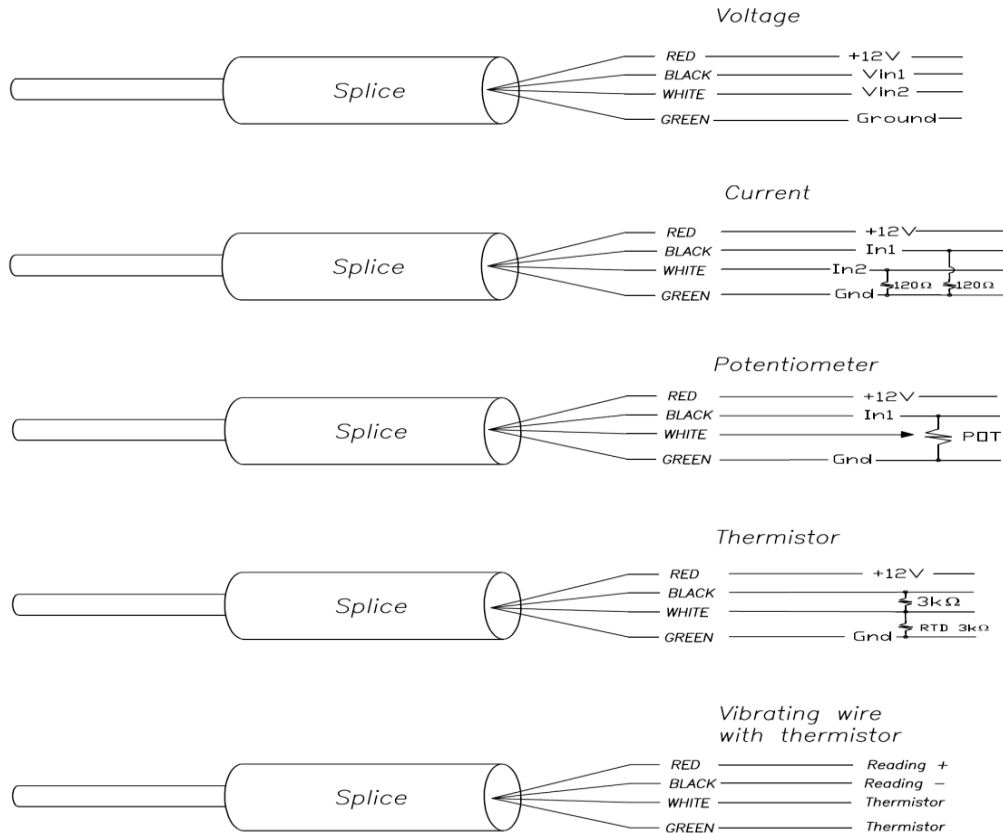 Voltage
RED +12V
BLACK Vin1
Splice
WHITE Vin2
GREEN Ground
Current
RED +12V
BLACK In1
Splice
WHITE In2
120Ω 120Ω
GREEN Gnd
Potentiometer
RED +12V
BLACK In1
Splice
WHITE
POT
GREEN Gnd
Thermistor
RED +12V
BLACK
3kΩ
Splice
WHITE
RTD 3kΩ
GREEN Gnd
Vibrating wire
with thermistor
RED Reading +
BLACK Reading -
Splice
WHITE Thermistor
GREEN Thermistor